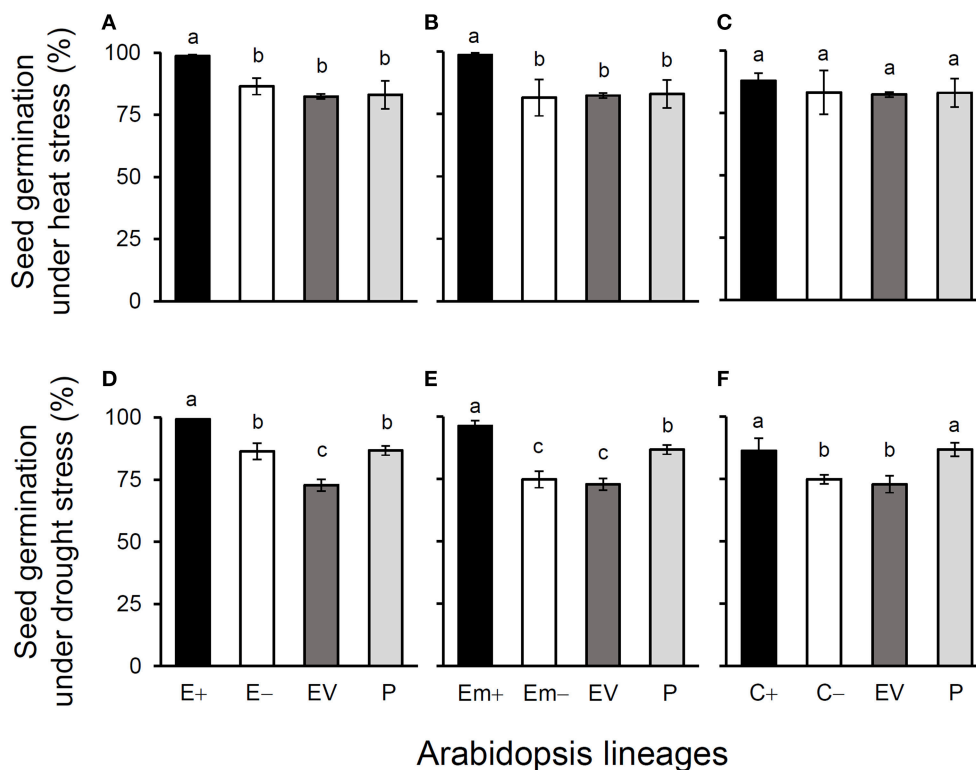 A
B
C
Seed germination
under heat stress (%)
100
75
50
25
0
a
b
b
b
a
b
b
b
a
a
a
a
D
E
F
Seed germination
under drought stress (%)
100
75
50
25
0
a
b
c
b
a
c
c
b
a
b
b
a
E+ E− EV P
Em+ Em− EV P
C+ C− EV P
Arabidopsis lineages